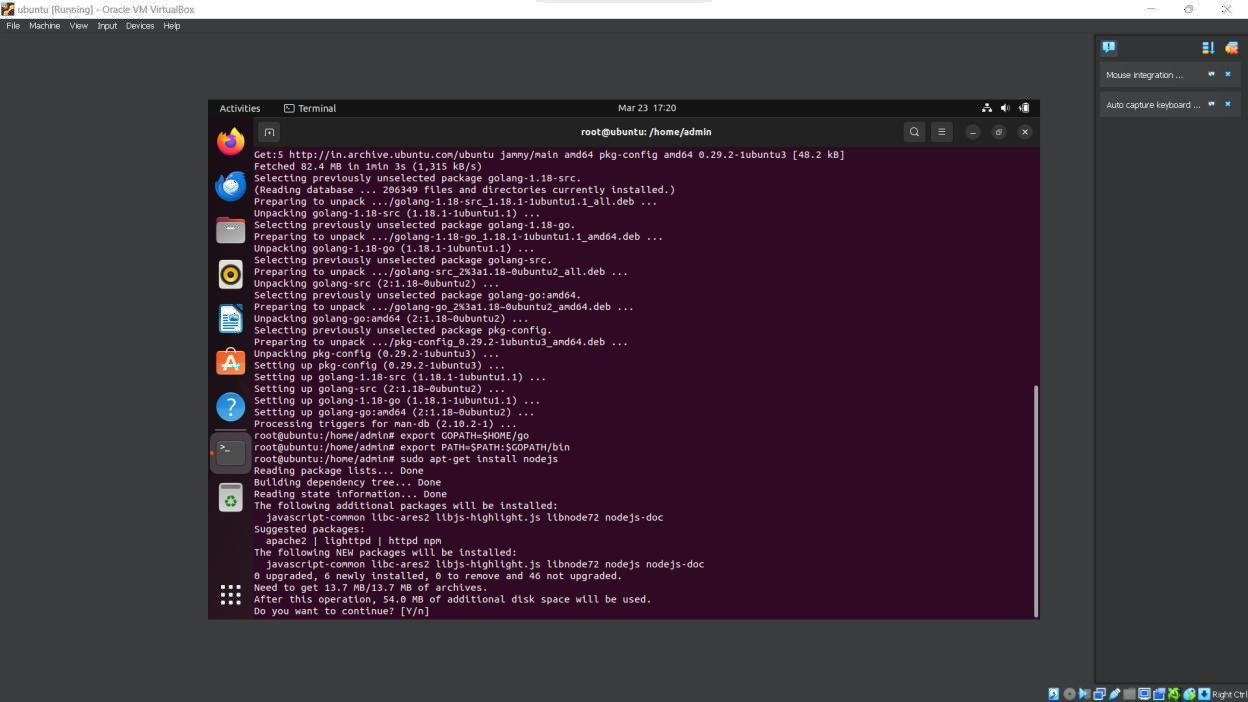 ubuntu [Running] - Oracle VM VirtualBox
File Machine View Input Devices Help
Mouse integration ...
Auto capture keyboard ...
Activities Terminal Mar 23 17:20
root@ubuntu: /home/admin
Get:5 http://in.archive.ubuntu.com/ubuntu jammy/main amd64 pkg-config amd64 0.29.2-1ubuntu3 [48.2 kB]
Fetched 82.4 MB in 1min 3s (1,315 kB/s)
Selecting previously unselected package golang-1.18-src.
(Reading database ... 206349 files and directories currently installed.)
Preparing to unpack .../golang-1.18-src_1.18.1-1ubuntu1.1_all.deb ...
Unpacking golang-1.18-src (1.18.1-1ubuntu1.1) ...
Selecting previously unselected package golang-1.18-go.
Preparing to unpack .../golang-1.18-go_1.18.1-1ubuntu1.1_amd64.deb ...
Unpacking golang-1.18-go (1.18.1-1ubuntu1.1) ...
Selecting previously unselected package golang-src.
Preparing to unpack .../golang-src_2%3a1.18~0ubuntu2_all.deb ...
Unpacking golang-src (2:1.18~0ubuntu2) ...
Selecting previously unselected package golang-go:amd64.
Preparing to unpack .../golang-go_2%3a1.18~0ubuntu2_amd64.deb ...
Unpacking golang-go:amd64 (2:1.18~0ubuntu2) ...
Selecting previously unselected package pkg-config.
Preparing to unpack .../pkg-config_0.29.2-1ubuntu3_amd64.deb ...
Unpacking pkg-config (0.29.2-1ubuntu3) ...
Setting up pkg-config (0.29.2-1ubuntu3) ...
Setting up golang-1.18-src (1.18.1-1ubuntu1.1) ...
Setting up golang-src (2:1.18~0ubuntu2) ...
Setting up golang-1.18-go (1.18.1-1ubuntu1.1) ...
Setting up golang-go:amd64 (2:1.18~0ubuntu2) ...
Processing triggers for man-db (2.10.2-1) ...
root@ubuntu:/home/admin# export GOPATH=$HOME/go
root@ubuntu:/home/admin# export PATH=$PATH:$GOPATH/bin
root@ubuntu:/home/admin# sudo apt-get install nodejs
Reading package lists... Done
Building dependency tree... Done
Reading state information... Done
The following additional packages will be installed:
javascript-common libc-ares2 libjs-highlight.js libnode72 nodejs-doc
Suggested packages:
apache2 | lighttpd | httpd npm
The following NEW packages will be installed:
javascript-common libc-ares2 libjs-highlight.js libnode72 nodejs nodejs-doc
0 upgraded, 6 newly installed, 0 to remove and 46 not upgraded.
Need to get 13.7 MB/13.7 MB of archives.
After this operation, 54.0 MB of additional disk space will be used.
Do you want to continue? [Y/n]
Right Ctrl